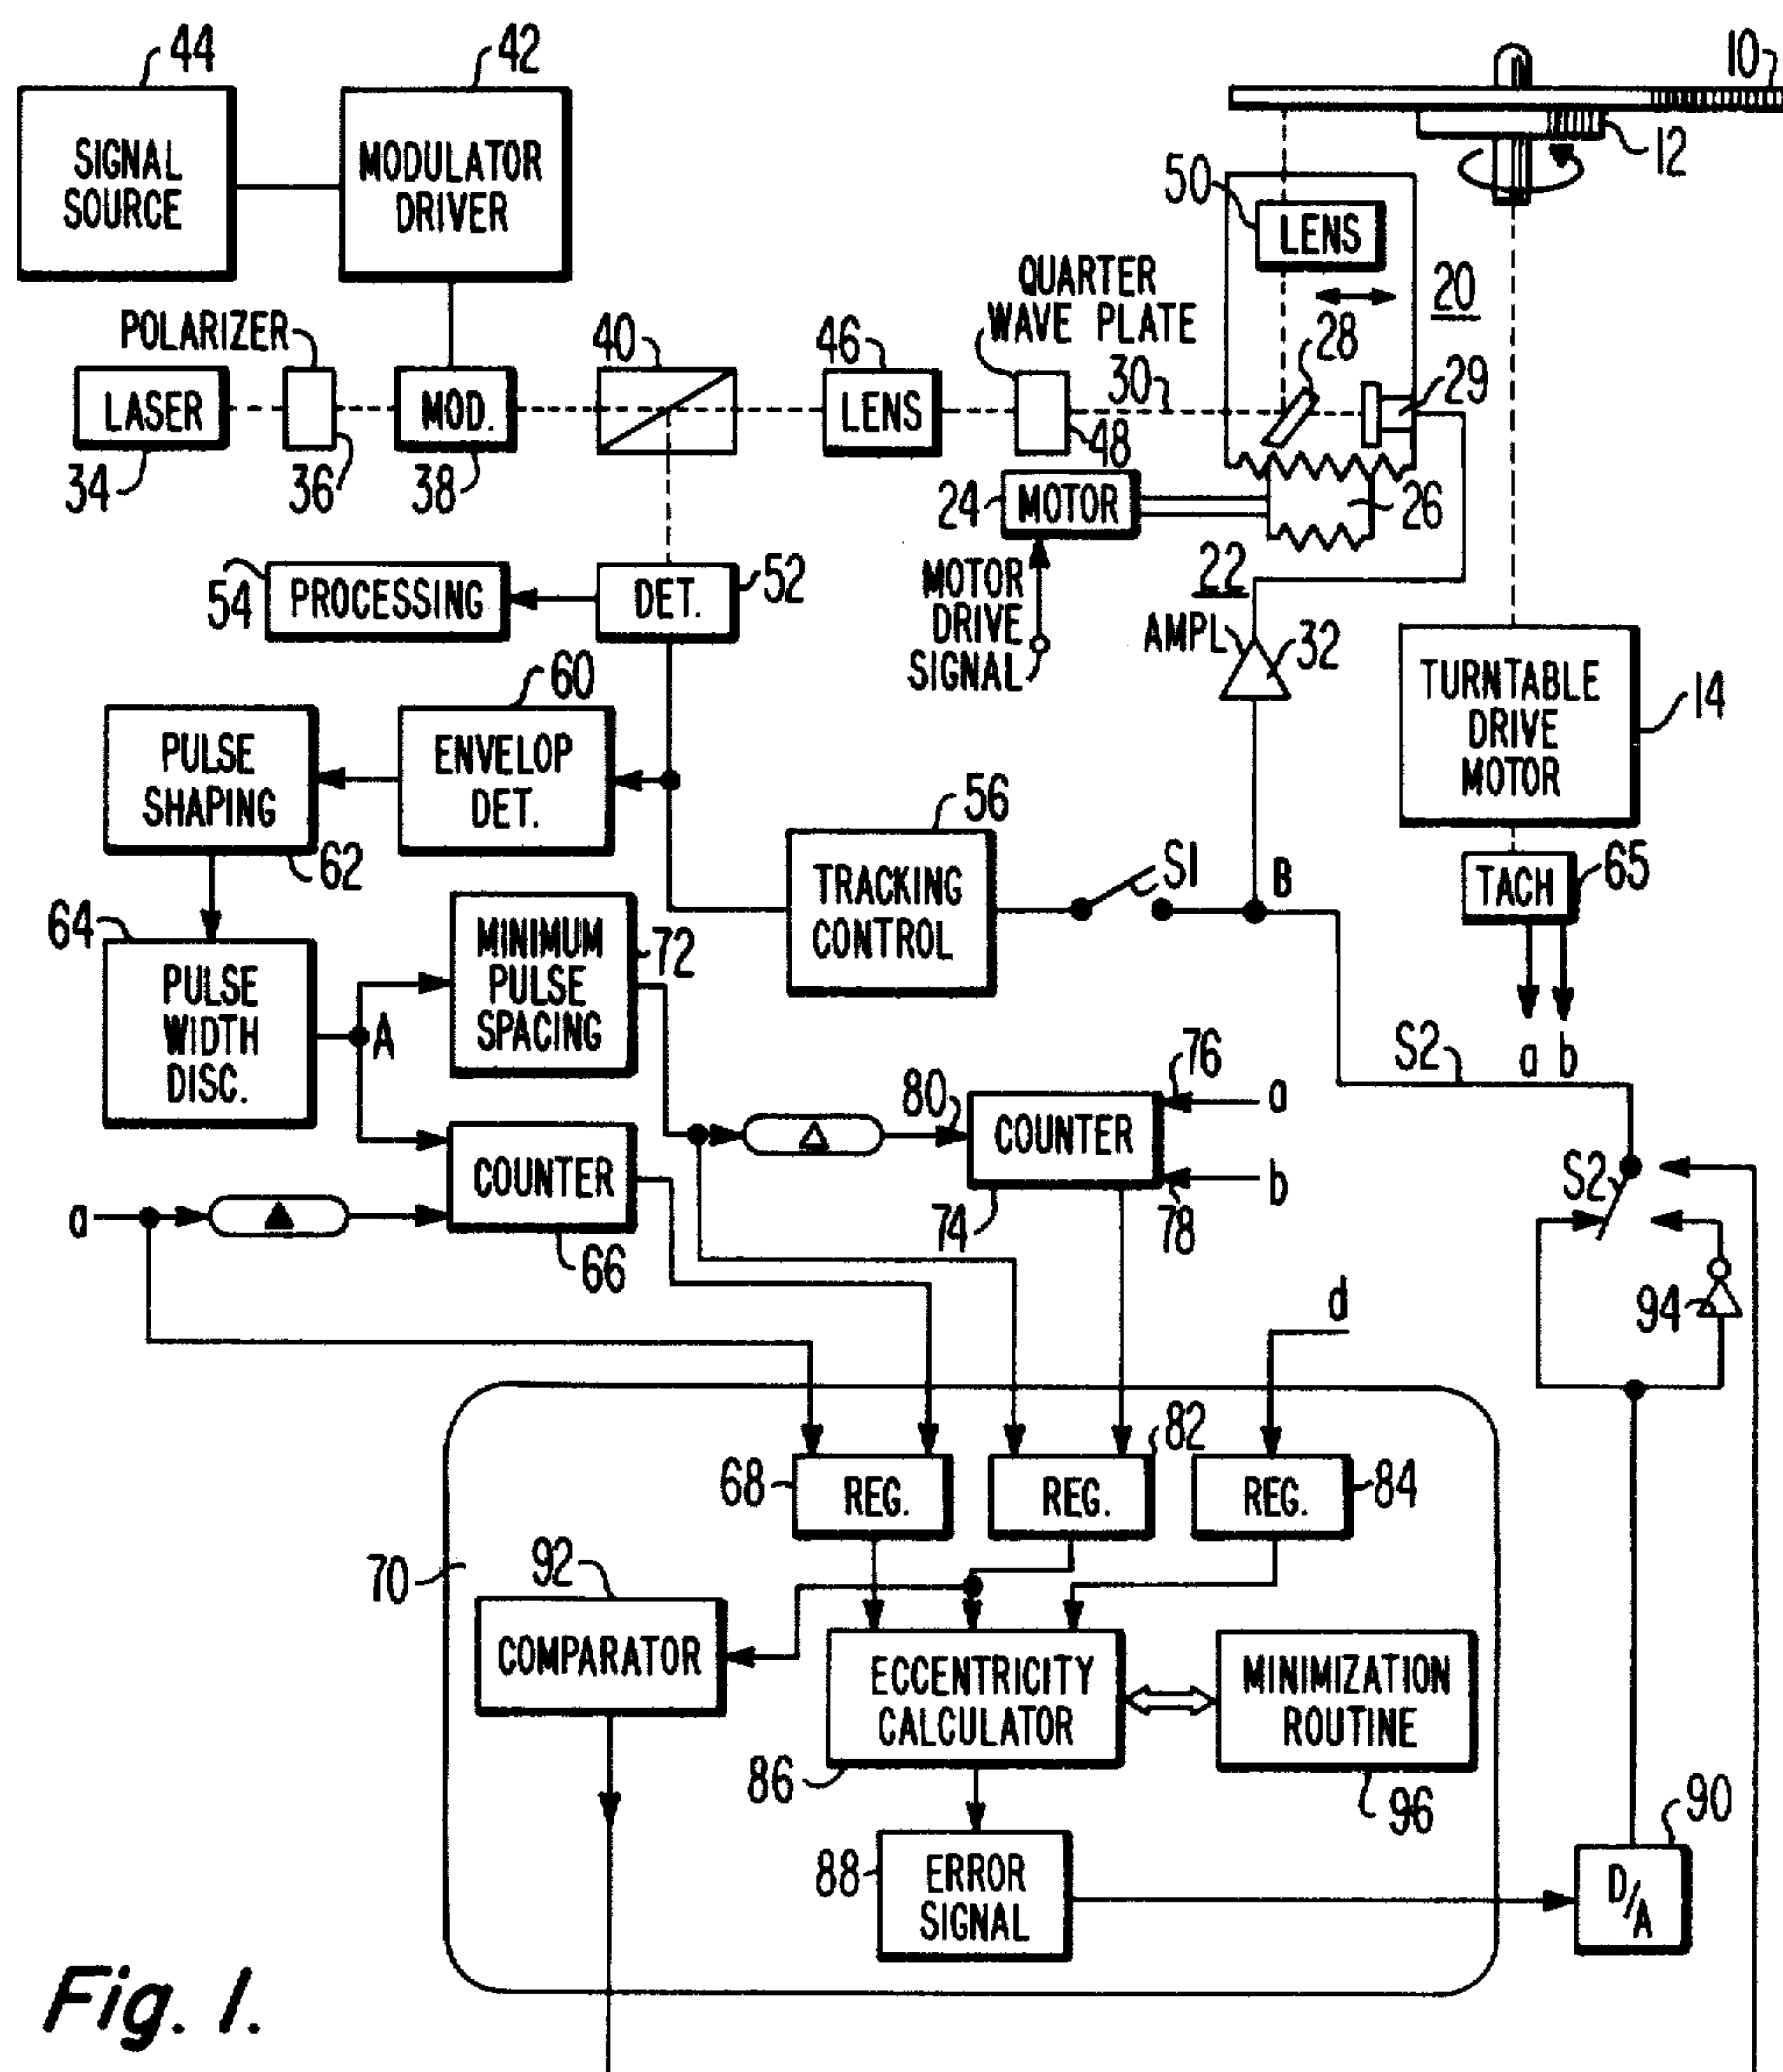 44
42
10
SIGNAL
SOURCE
MODULATOR
DRIVER
12
50
LENS
20
QUARTER
WAVE PLATE
POLARIZER
40
46
28
30
29
LASER
MOD.
LENS
34
36
38
48
24
MOTOR
26
22
MOTOR
DRIVE
SIGNAL
AMPL
32
54
PROCESSING
DET.
52
TURNTABLE
DRIVE
MOTOR
14
60
PULSE
SHAPING
ENVELOP
DET.
62
56
TRACKING
CONTROL
S1
B
TACH
65
a
b
64
PULSE
WIDTH
DISC.
A
MINIMUM
PULSE
SPACING
72
S2
76
a
80
Δ
COUNTER
b
74
78
S2
COUNTER
a
▲
66
94
d
82
68
REG.
REG.
REG.
84
70
92
COMPARATOR
ECCENTRICITY
CALCULATOR
MINIMIZATION
ROUTINE
86
96
90
88
ERROR
SIGNAL
D/A
Fig. 1.